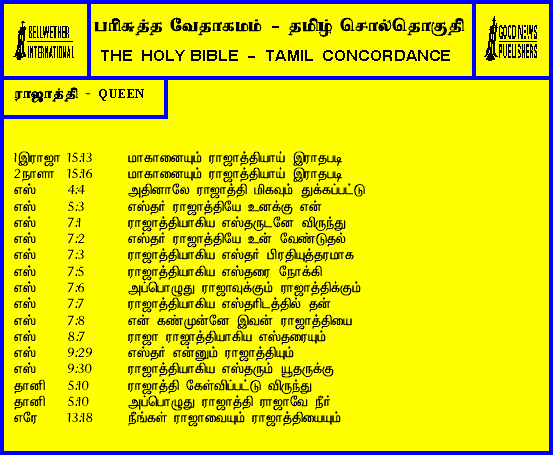 BELLWETHER
INTERNATIONAL
பரிசுத்த வேதாகமம் - தமிழ் சொல்தொகுதி
THE HOLY BIBLE - TAMIL CONCORDANCE
GOOD NEWS
PUBLISHERS
ராஜாத்தி - QUEEN
1இராஜா 15:13 மாகானையும் ராஜாத்தியாய் இராதபடி
2நாளா 15:16 மாகானையும் ராஜாத்தியாய் இராதபடி
எஸ் 4:4 அதினாலே ராஜாத்தி மிகவும் துக்கப்பட்டு
எஸ் 5:3 எஸ்தர் ராஜாத்தியே உனக்கு என்
எஸ் 7:1 ராஜாத்தியாகிய எஸ்தருடனே விருந்து
எஸ் 7:2 எஸ்தர் ராஜாத்தியே உன் வேண்டுதல்
எஸ் 7:3 ராஜாத்தியாகிய எஸ்தர் பிரதியுத்தரமாக
எஸ் 7:5 ராஜாத்தியாகிய எஸ்தரை நோக்கி
எஸ் 7:6 அப்பொழுது ராஜாவுக்கும் ராஜாத்திக்கும்
எஸ் 7:7 ராஜாத்தியாகிய எஸ்தரிடத்தில் தன்
எஸ் 7:8 என் கண்முன்னே இவன் ராஜாத்தியை
எஸ் 8:7 ராஜா ராஜாத்தியாகிய எஸ்தரையும்
எஸ் 9:29 எஸ்தர் என்னும் ராஜாத்தியும்
எஸ் 9:30 ராஜாத்தியாகிய எஸ்தரும் யூதருக்கு
தானி 5:10 ராஜாத்தி கேள்விப்பட்டு விருந்து
தானி 5:10 அப்பொழுது ராஜாத்தி ராஜாவே நீர்
எரே 13:18 நீங்கள் ராஜாவையும் ராஜாத்தியையும்